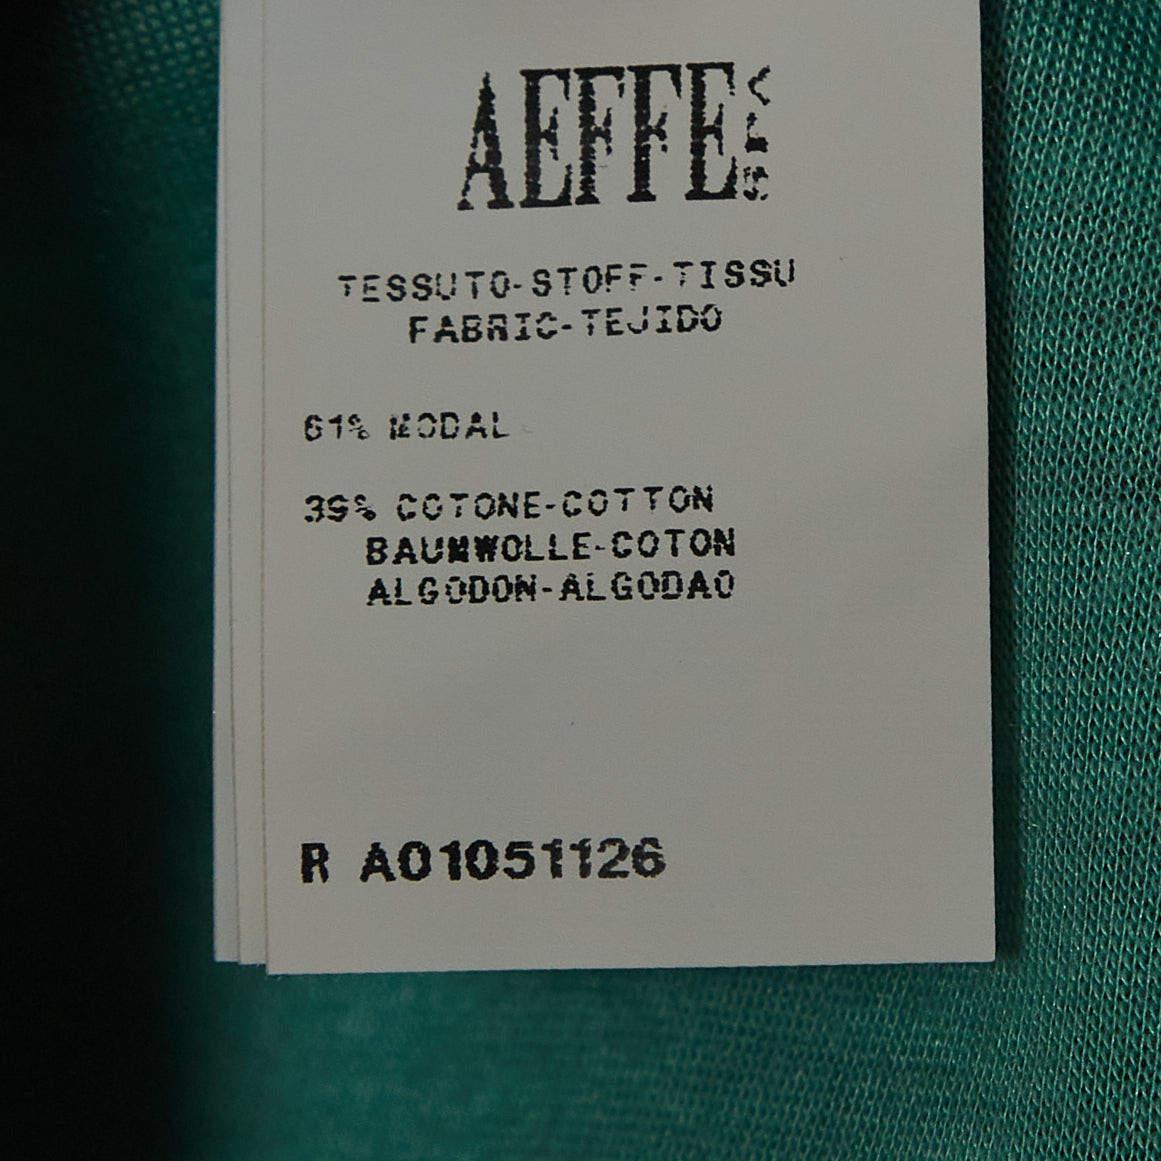 AEFFE
TESSUTO-STOFF-TISSU
FABRIC-TEJIDO
61% MODAL
39% COTONE-COTTON
BAUMWOLLE-COTON
ALGODON-ALGODAO
R A01051126